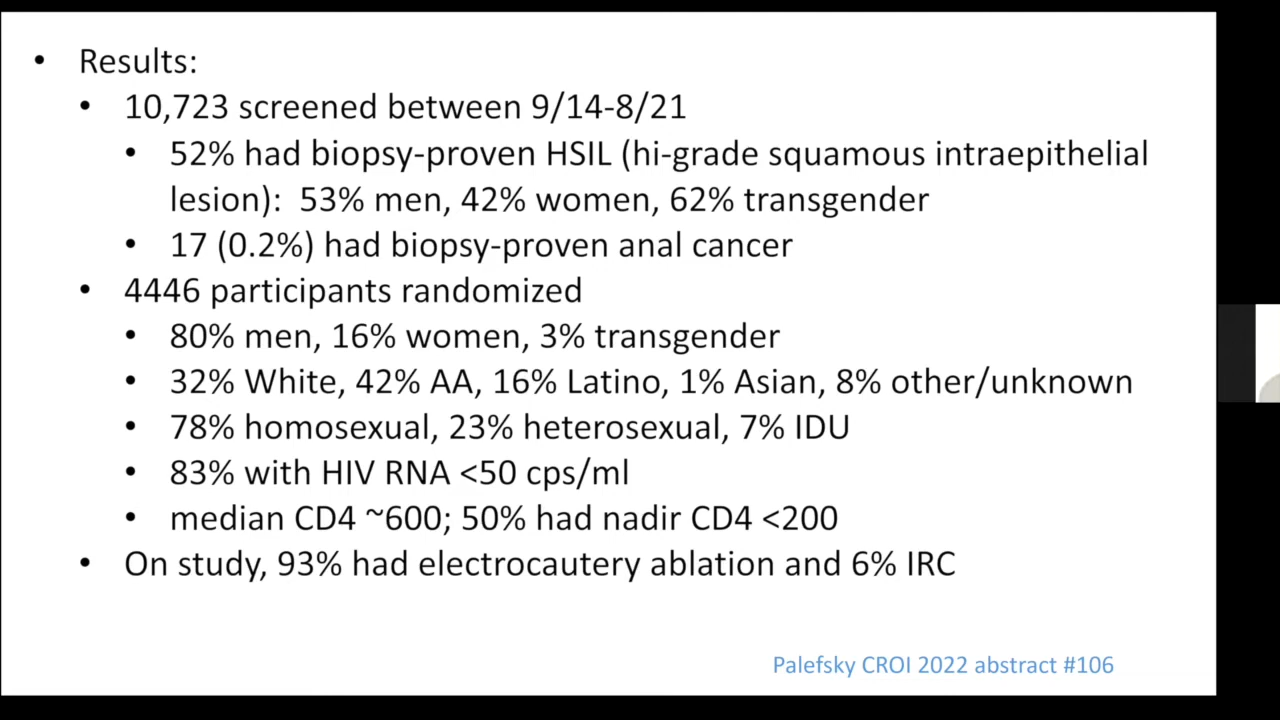 • Results:
• 10,723 screened between 9/14-8/21
• 52% had biopsy-proven HSIL (hi-grade squamous intraepithelial
lesion): 53% men, 42% women, 62% transgender
• 17 (0.2%) had biopsy-proven anal cancer
• 4446 participants randomized
• 80% men, 16% women, 3% transgender
• 32% White, 42% AA, 16% Latino, 1% Asian, 8% other/unknown
• 78% homosexual, 23% heterosexual, 7% IDU
• 83% with HIV RNA <50 cps/ml
• median CD4 ~600; 50% had nadir CD4 <200
• On study, 93% had electrocautery ablation and 6% IRC
Palefsky CROI 2022 abstract #106